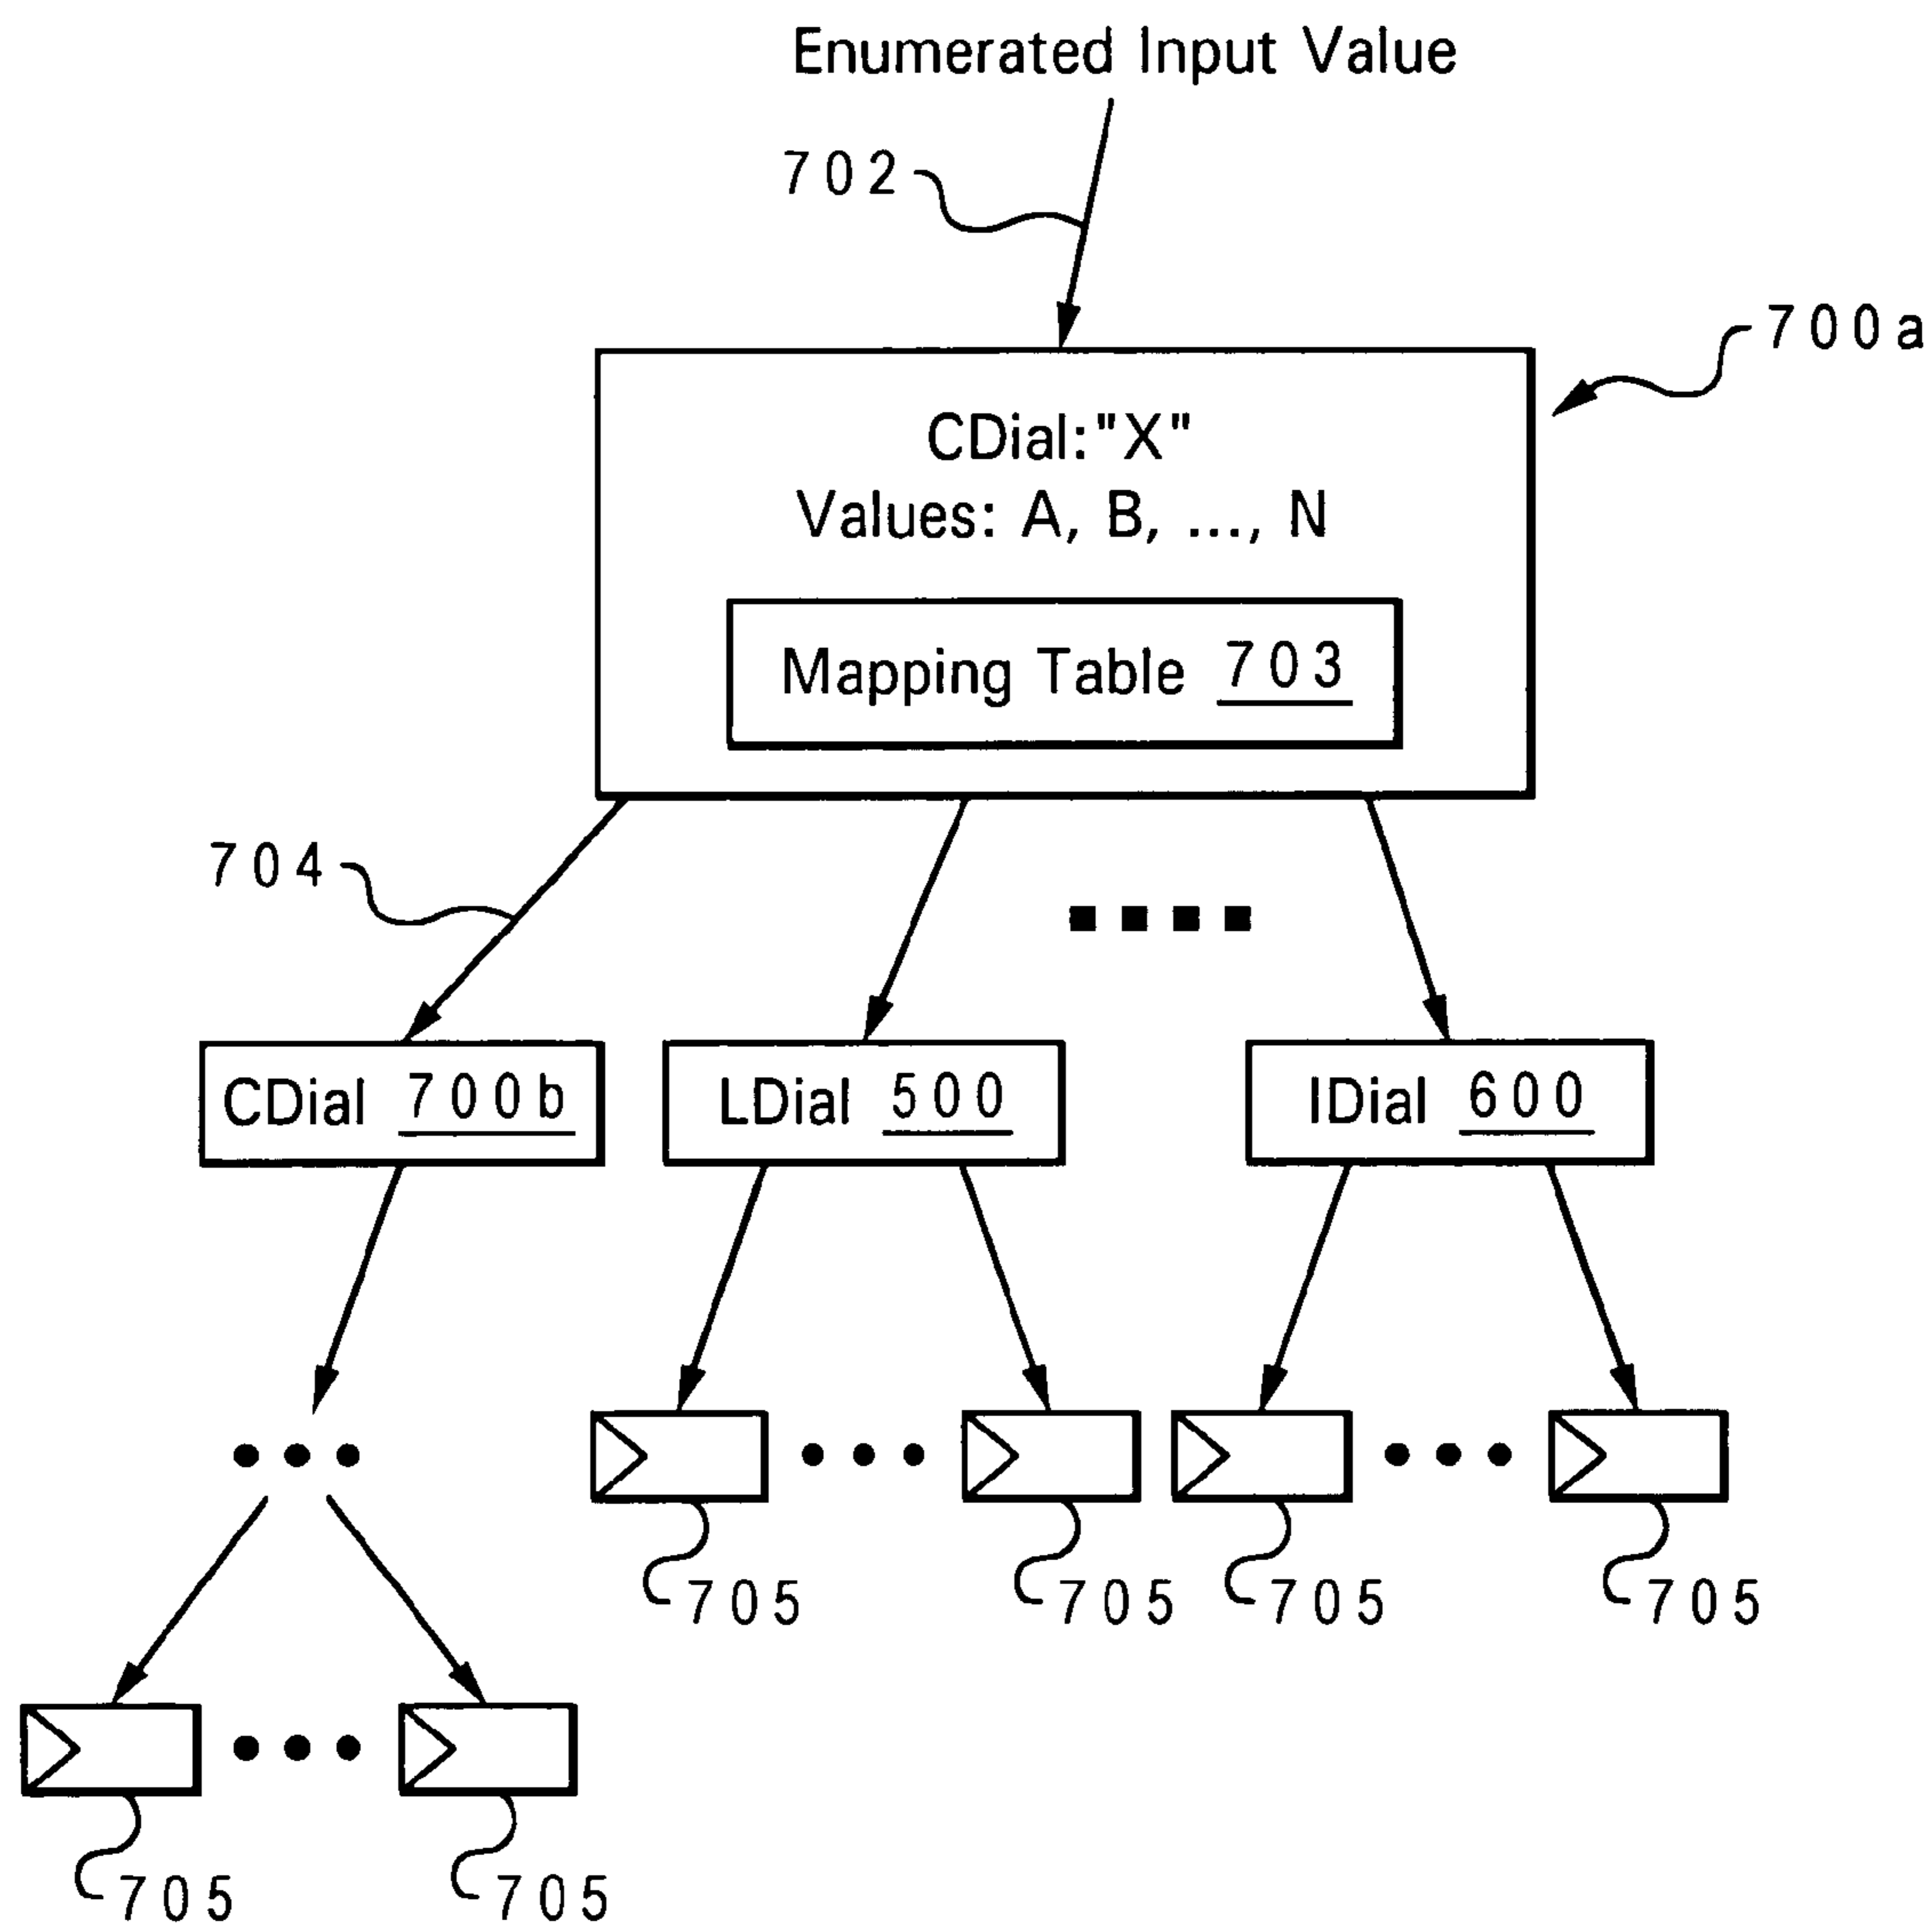 Enumerated Input Value
702
700a
CDial:"X"
Values: A, B, ..., N
Mapping Table 703
704
CDial 700b
LDial 500
IDial 600
705
705
705
705
705
705